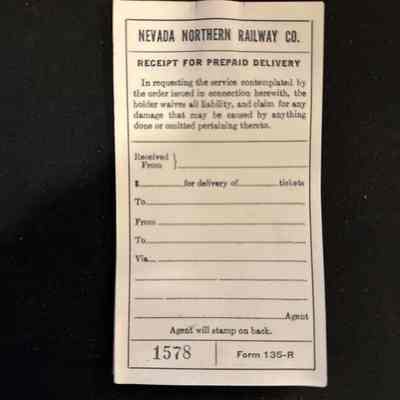 NEVADA NORTHERN RAILWAY CO.
RECEIPT FOR PREPAID DELIVERY
In requesting the service contemplated by
the order issued in connection herewith, the
holder waives all liability, and claim for any
damage that may be caused by anything
done or omitted pertaining thereto.
Received
From
$ for delivery of tickets
To
From
To
Via
Agent
Agent will stamp on back.
1578 Form 135-R